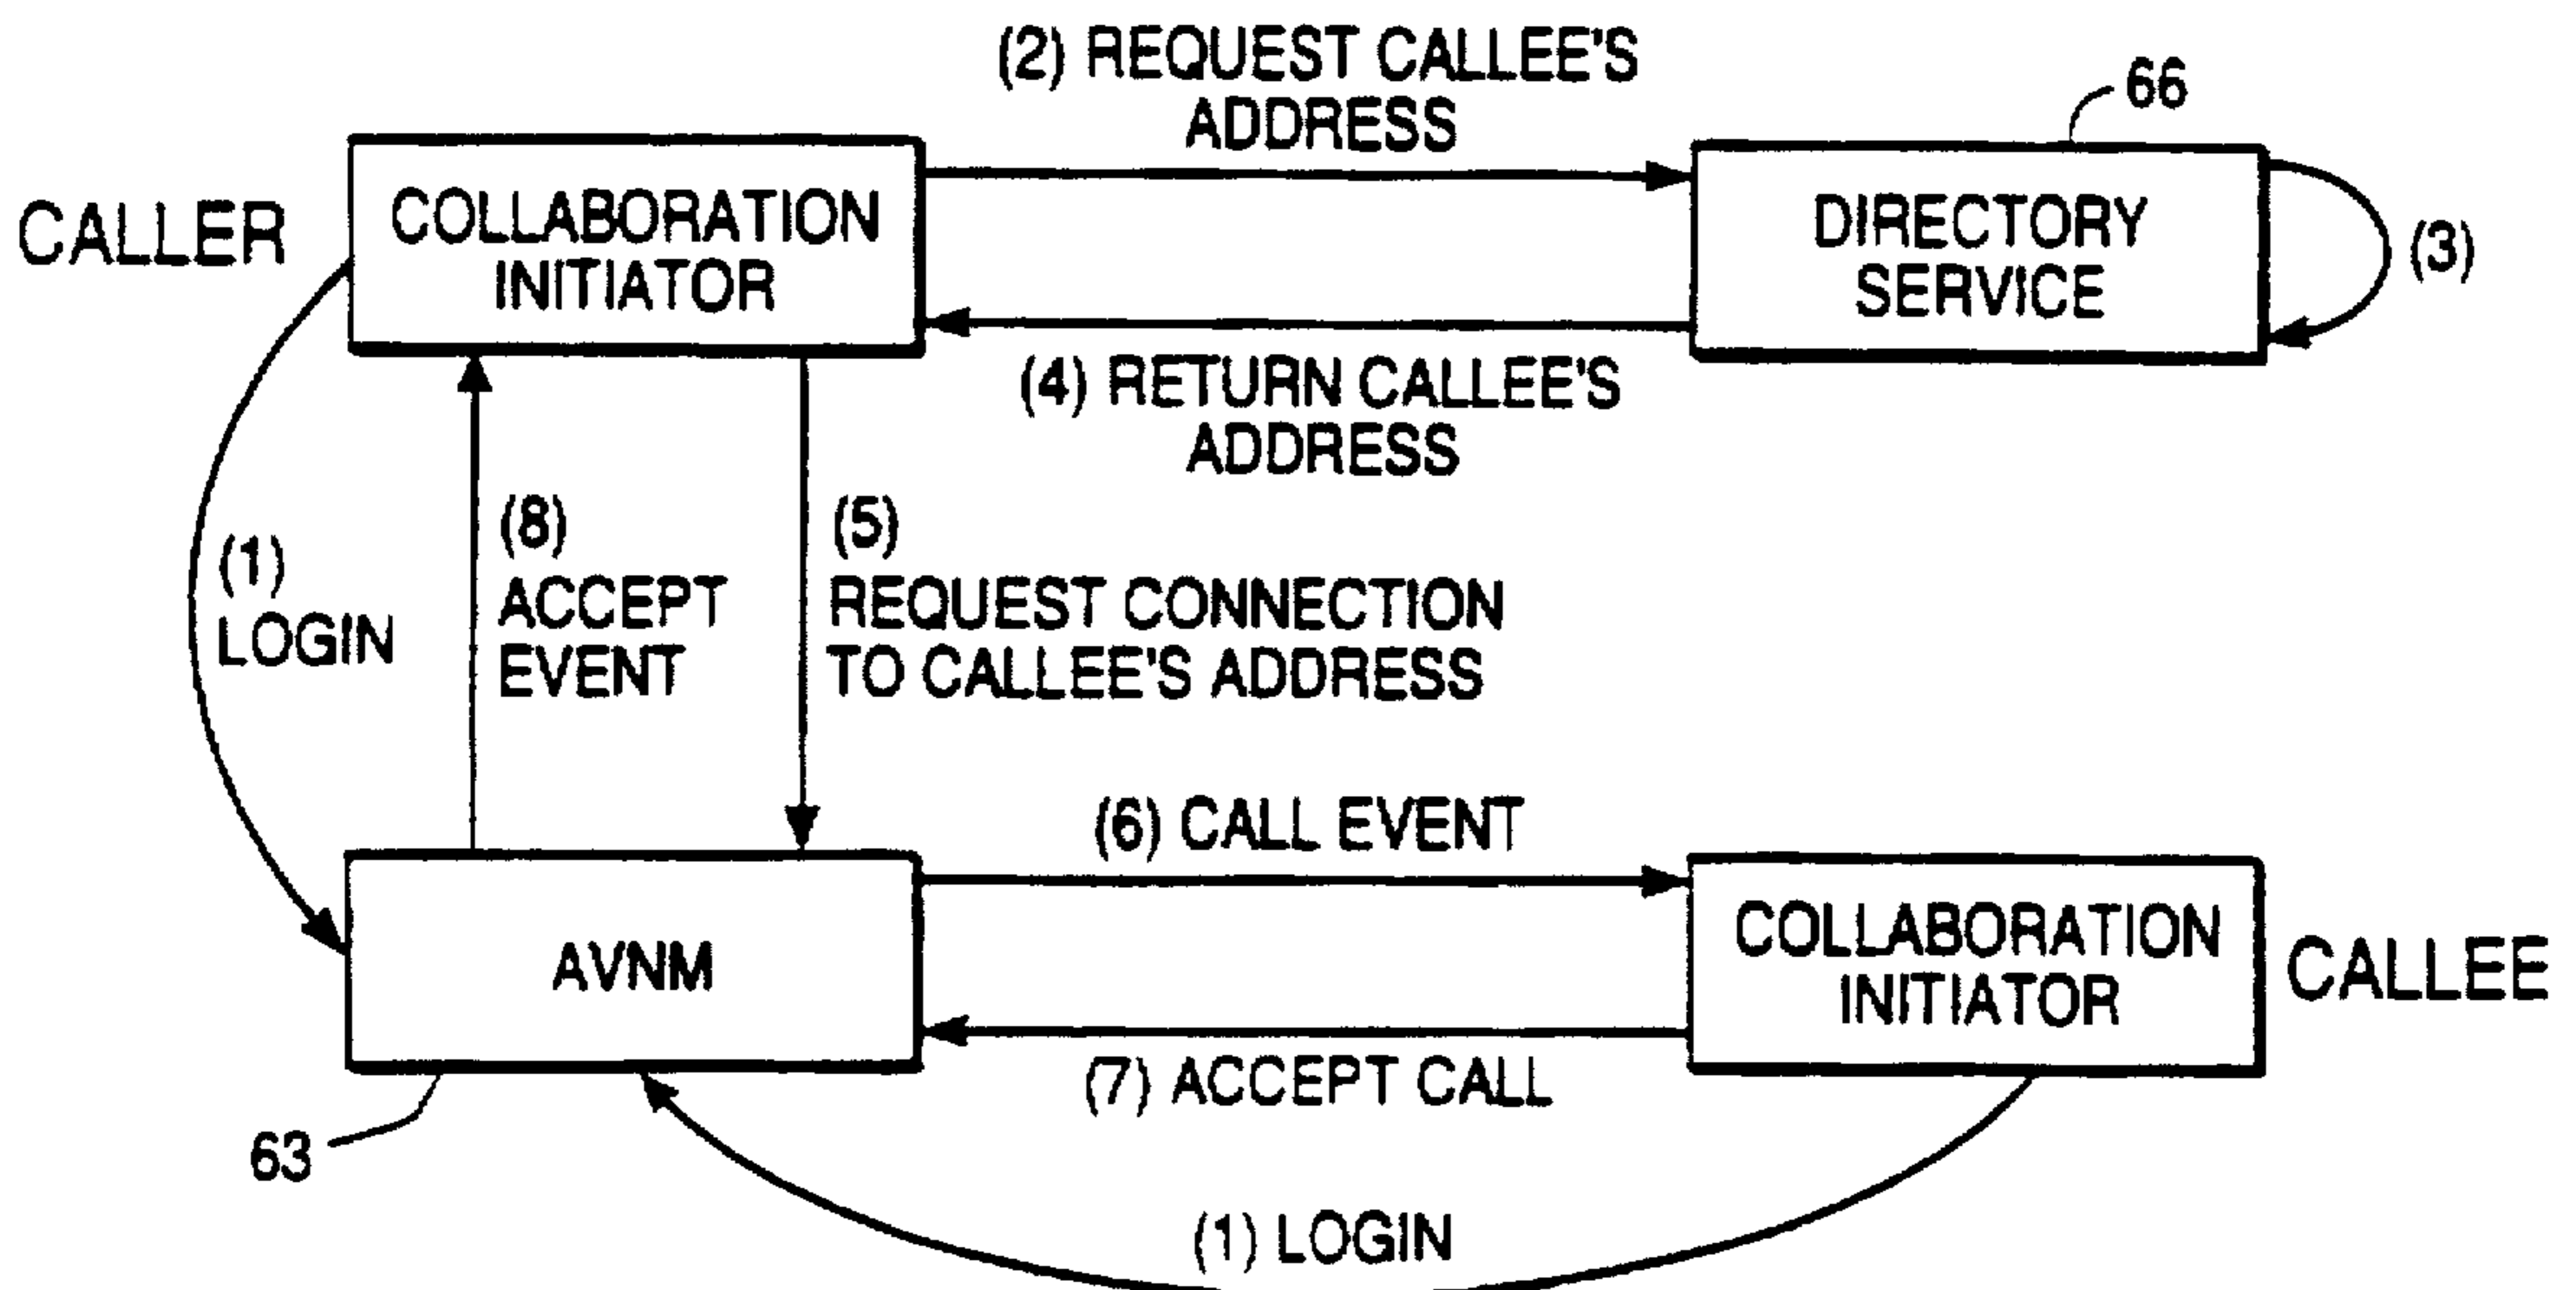 (2) REQUEST CALLEE'S
ADDRESS
66
CALLER
COLLABORATION
INITIATOR
DIRECTORY
SERVICE
(3)
(4) RETURN CALLEE'S
ADDRESS
(1)
LOGIN
(8)
ACCEPT
EVENT
(5)
REQUEST CONNECTION
TO CALLEE'S ADDRESS
(6) CALL EVENT
AVNM
COLLABORATION
INITIATOR
CALLEE
(7) ACCEPT CALL
63
(1) LOGIN